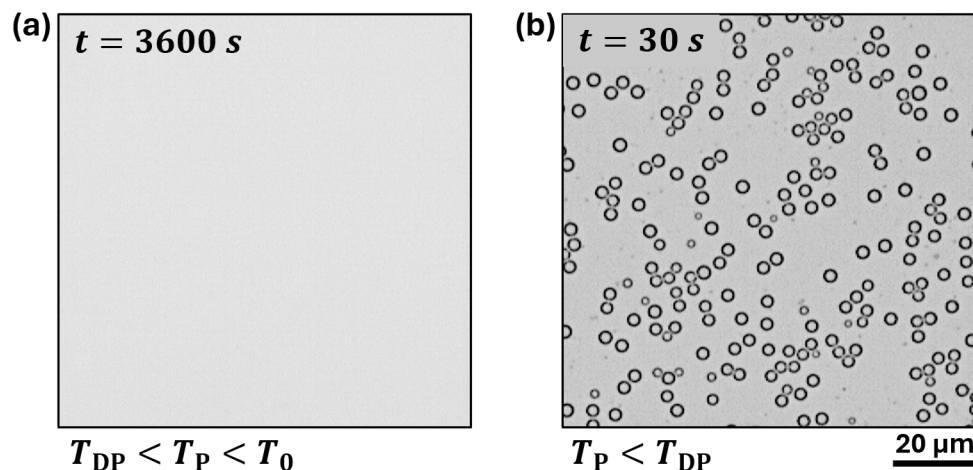 (a)
t = 3600 s
T_DP < T_P < T_0
(b)
t = 30 s
T_P < T_DP
20 μm